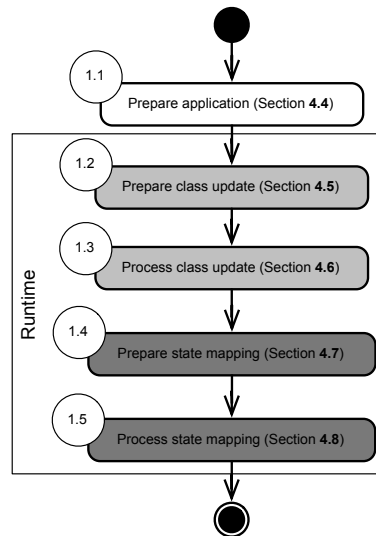 1.1
Prepare application (Section 4.4)
1.2
Prepare class update (Section 4.5)
1.3
Process class update (Section 4.6)
Runtime
1.4
Prepare state mapping (Section 4.7)
1.5
Process state mapping (Section 4.8)